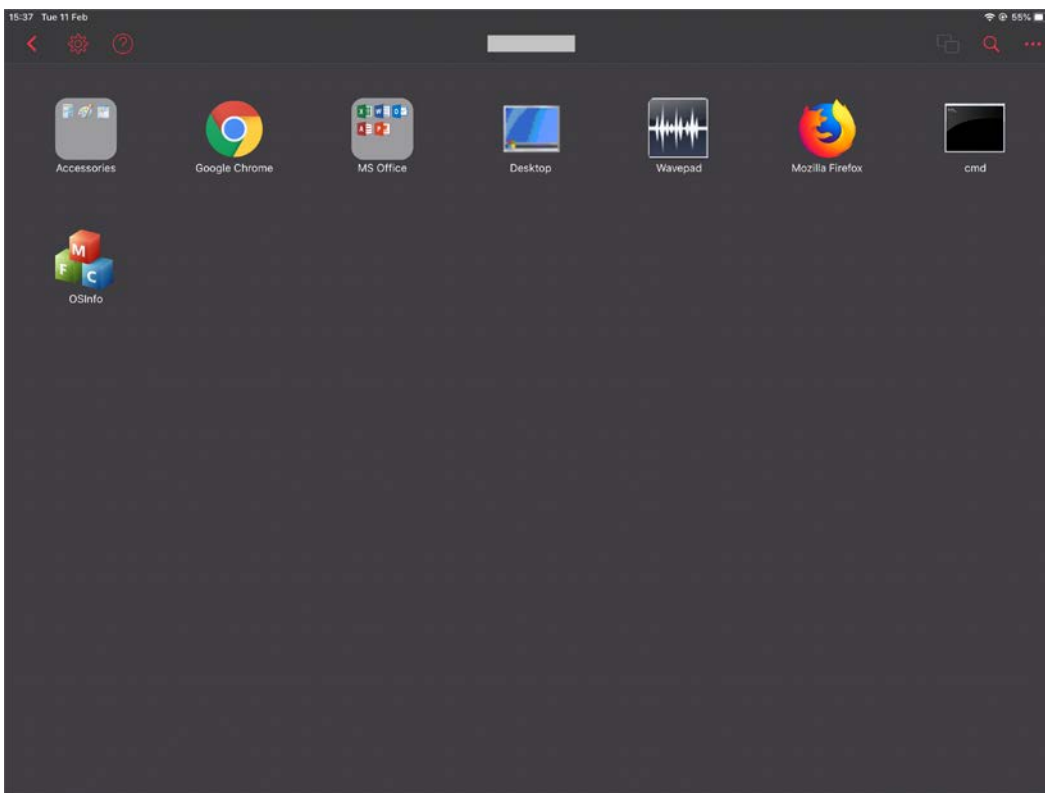 15:37 Tue 11 Feb 55%
Accessories Google Chrome MS Office Desktop Wavepad Mozilla Firefox cmd
M
F C
OSInfo